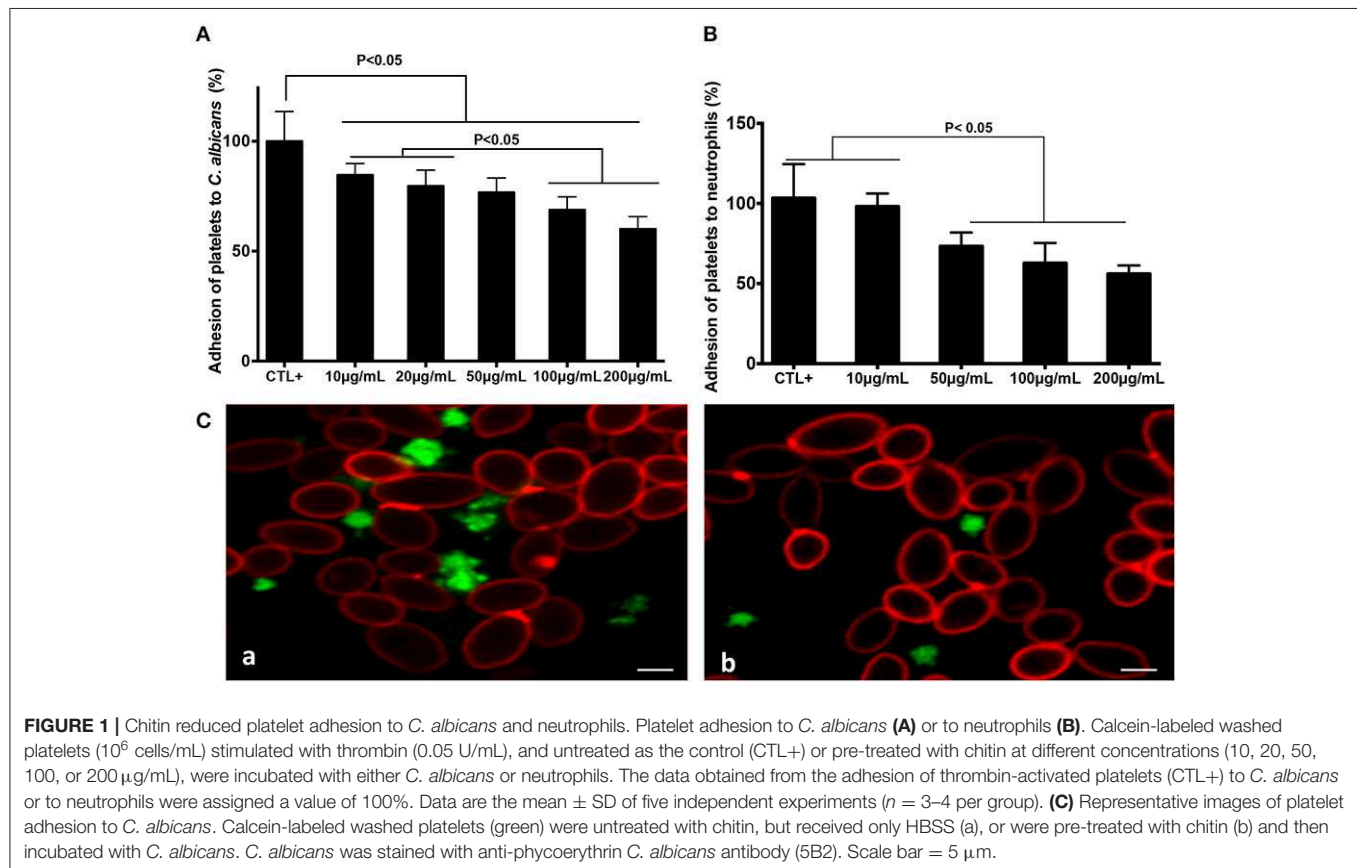 A
B
P<0.05
P<0.05
P< 0.05
Adhesion of platelets to C. albicans (%)
100
50
0
CTL+ 10µg/mL 20µg/mL 50µg/mL 100µg/mL 200µg/mL
Adhesion of platelets to neutrophils (%)
150
100
50
0
CTL+ 10µg/mL 50µg/mL 100µg/mL 200µg/mL
C
a
b
FIGURE 1 | Chitin reduced platelet adhesion to C. albicans and neutrophils. Platelet adhesion to C. albicans (A) or to neutrophils (B). Calcein-labeled washed
platelets (10⁶ cells/mL) stimulated with thrombin (0.05 U/mL), and untreated as the control (CTL+) or pre-treated with chitin at different concentrations (10, 20, 50,
100, or 200 µg/mL), were incubated with either C. albicans or neutrophils. The data obtained from the adhesion of thrombin-activated platelets (CTL+) to C. albicans
or to neutrophils were assigned a value of 100%. Data are the mean ± SD of five independent experiments (n = 3–4 per group). (C) Representative images of platelet
adhesion to C. albicans. Calcein-labeled washed platelets (green) were untreated with chitin, but received only HBSS (a), or were pre-treated with chitin (b) and then
incubated with C. albicans. C. albicans was stained with anti-phycoerythrin C. albicans antibody (5B2). Scale bar = 5 µm.